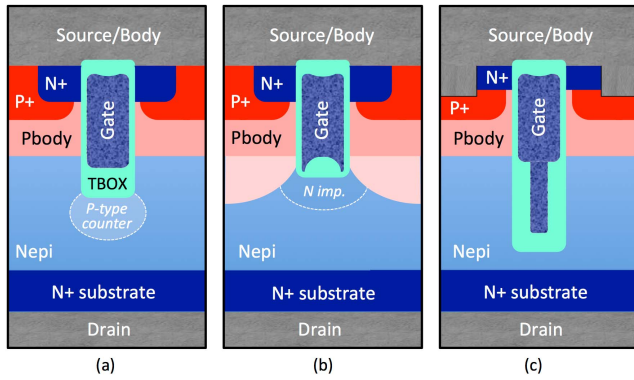 Source/Body
N+
P+
Gate
Pbody
TBOX
P-type
counter
Nepi
N+ substrate
Drain
(a)
Source/Body
N+
P+
Gate
Pbody
N imp.
Nepi
N+ substrate
Drain
(b)
Source/Body
N+
P+
Gate
Pbody
Nepi
N+ substrate
Drain
(c)